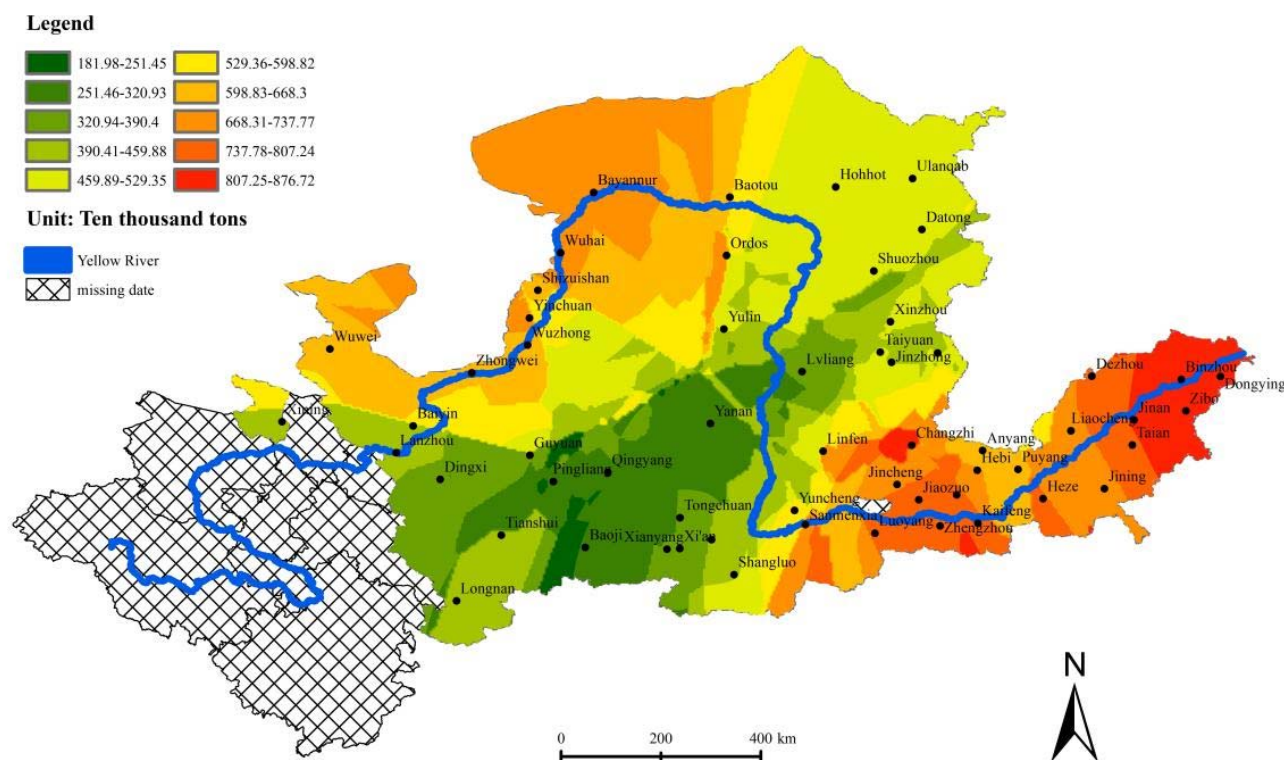 Legend
181.98-251.45
529.36-598.82
251.46-320.93
598.83-668.3
320.94-390.4
668.31-737.77
390.41-459.88
737.78-807.24
459.89-529.35
807.25-876.72
Unit: Ten thousand tons
Yellow River
missing date
Ulanqab
Hohhot
Bayannur
Baotou
Datong
Wuhai
Ordos
Shuozhou
Shizuishan
Yinchuan
Xinzhou
Yulin
Wuzhong
Wuwei
Taiyuan
Jinzhong
Zhongwei
Lvliang
Dezhou
Binzhou
Dongying
Zibo
Xining
Baiyin
Yanan
Jinan
Liaocheng
Lanzhou
Changzhi
Anyang
Taian
Guyuan
Linfen
Dingxi
Pingliang
Qingyang
Jincheng
Hebi
Puyang
Jining
Jiaozuo
Heze
Tongchuan
Yuncheng
Sanmenxia
Kaifeng
Tianshui
Luoyang
Zhengzhou
Baoji
Xianyang
Xi'an
Shangluo
Longnan
N
0
200
400 km